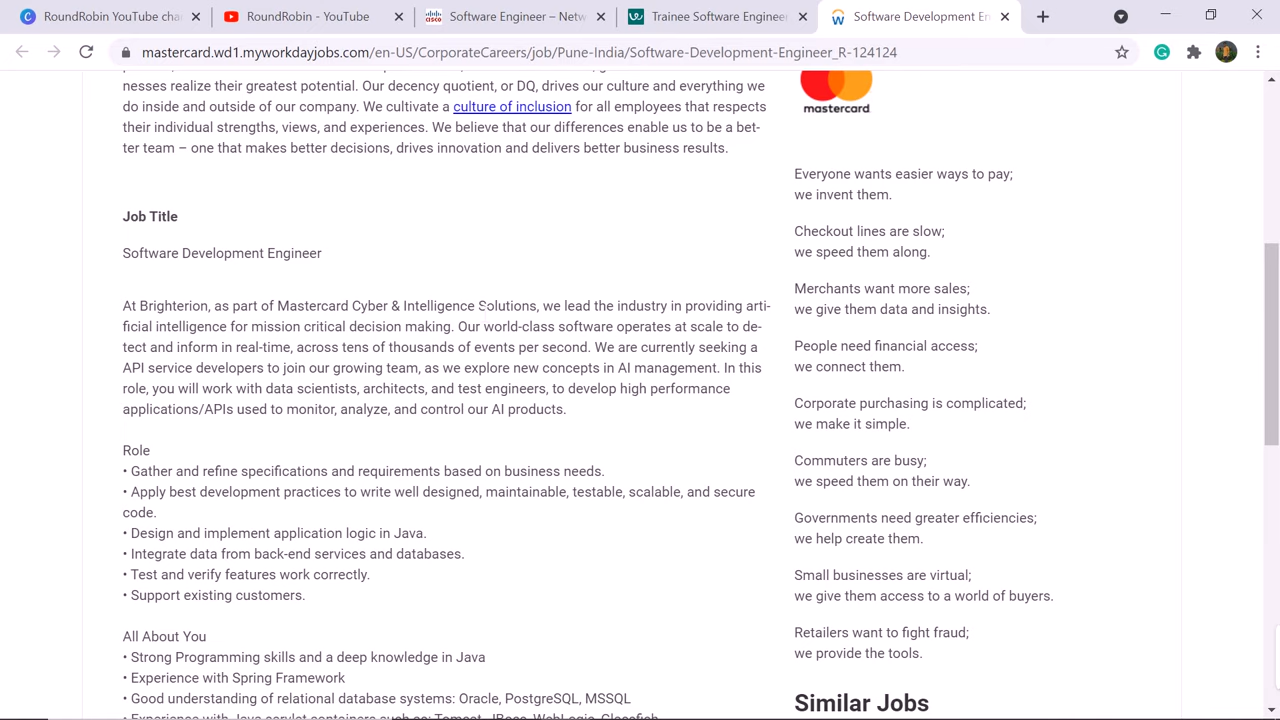 RoundRobin Youtube cha
RoundRobin - YouTube
Software Engineer – Netw
Trainee Software Engineer
Software Development En
mastercard.wd1.myworkdayjobs.com/en-US/CorporateCareers/job/Pune-India/Software-Development-Engineer_R-124124
nesses realize their greatest potential. Our decency quotient, or DQ, drives our culture and everything we
do inside and outside of our company. We cultivate a culture of inclusion for all employees that respects
their individual strengths, views, and experiences. We believe that our differences enable us to be a bet-
ter team – one that makes better decisions, drives innovation and delivers better business results.
Job Title
Software Development Engineer
At Brighterion, as part of Mastercard Cyber & Intelligence Solutions, we lead the industry in providing arti-
ficial intelligence for mission critical decision making. Our world-class software operates at scale to de-
tect and inform in real-time, across tens of thousands of events per second. We are currently seeking a
API service developers to join our growing team, as we explore new concepts in AI management. In this
role, you will work with data scientists, architects, and test engineers, to develop high performance
applications/APIs used to monitor, analyze, and control our AI products.
Role
• Gather and refine specifications and requirements based on business needs.
• Apply best development practices to write well designed, maintainable, testable, scalable, and secure
code.
• Design and implement application logic in Java.
• Integrate data from back-end services and databases.
• Test and verify features work correctly.
• Support existing customers.
All About You
• Strong Programming skills and a deep knowledge in Java
• Experience with Spring Framework
• Good understanding of relational database systems: Oracle, PostgreSQL, MSSQL
• Experience with Java servlet containers such as: Tomcat, JBoss, WebLogic, Glassfish
mastercard
Everyone wants easier ways to pay;
we invent them.
Checkout lines are slow;
we speed them along.
Merchants want more sales;
we give them data and insights.
People need financial access;
we connect them.
Corporate purchasing is complicated;
we make it simple.
Commuters are busy;
we speed them on their way.
Governments need greater efficiencies;
we help create them.
Small businesses are virtual;
we give them access to a world of buyers.
Retailers want to fight fraud;
we provide the tools.
Similar Jobs